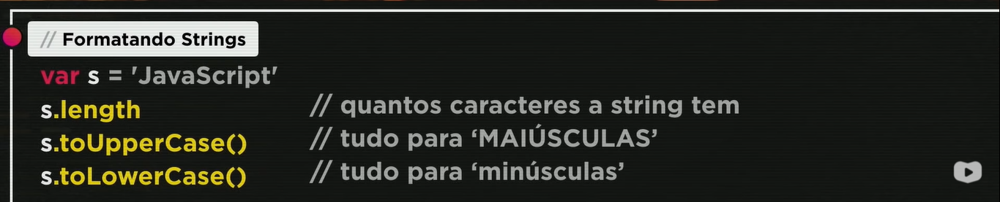 // Formatando Strings
var s = 'JavaScript'
s.length // quantos caracteres a string tem
s.toUpperCase() // tudo para ‘MAIÚSCULAS’
s.toLowerCase() // tudo para ‘minúsculas’